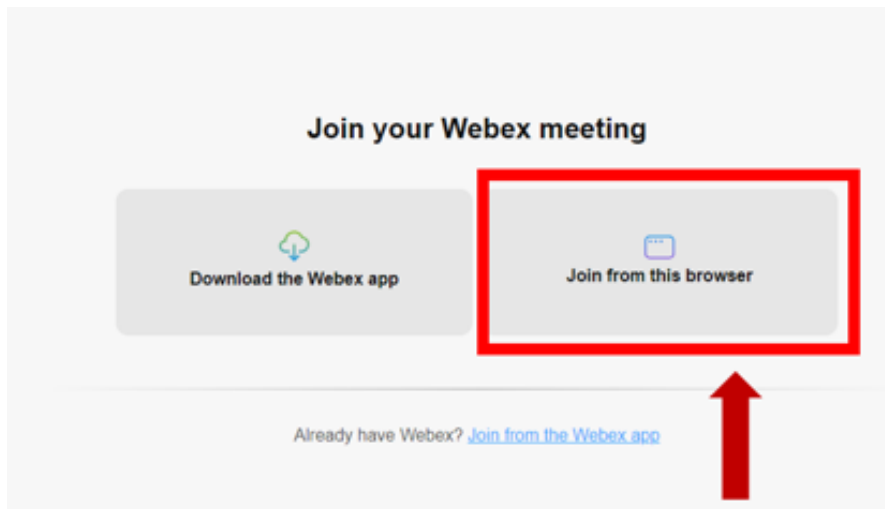 Join your Webex meeting
Download the Webex app
Join from this browser
Already have Webex? Join from the Webex app